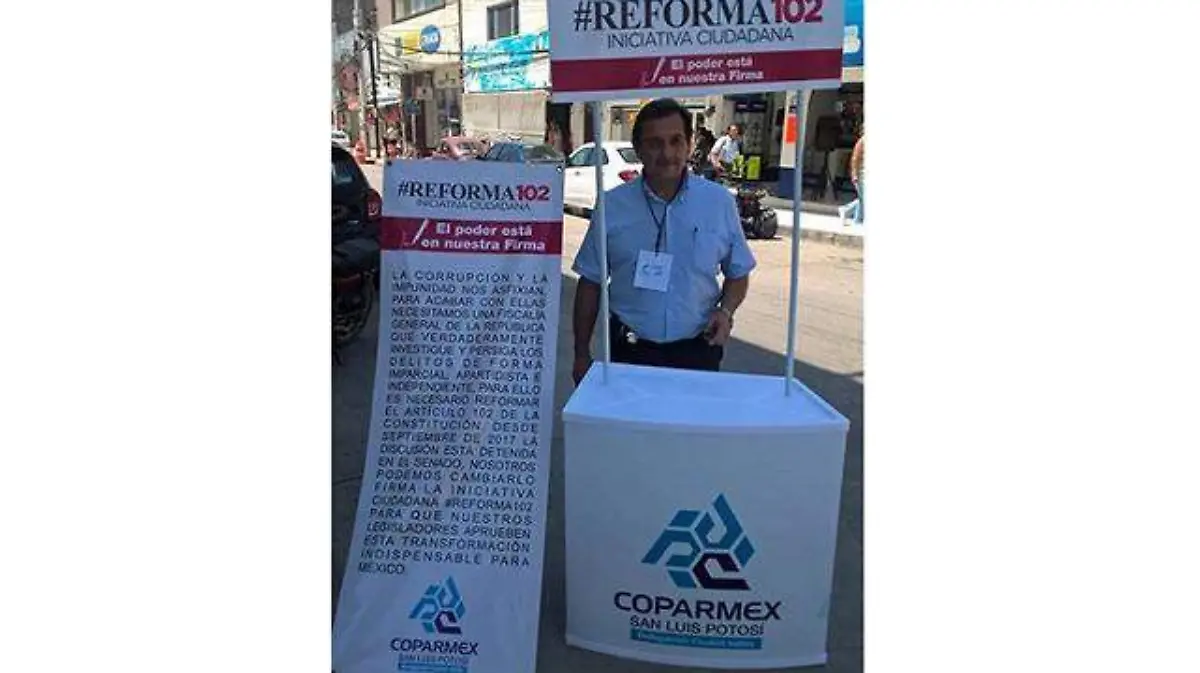 #REFORMA102
INICIATIVA CIUDADANA
El poder está
en nuestra Firma
#REFORMA102
INICIATIVA CIUDADANA
El poder está
en nuestra Firma
LA CORRUPCIÓN Y LA
IMPUNIDAD NOS ASFIXIAN,
PARA ACABAR CON ELLAS
NECESITAMOS UNA FISCALÍA
GENERAL DE LA REPÚBLICA
QUE VERDADERAMENTE
INVESTIGUE Y PERSIGA LOS
DELITOS DE FORMA
IMPARCIAL, APARTIDISTA E
INDEPENDIENTE, PARA ELLO
ES NECESARIO REFORMAR
EL ARTÍCULO 102 DE LA
CONSTITUCIÓN. DESDE
SEPTIEMBRE DE 2017 LA
DISCUSIÓN ESTÁ DETENIDA
EN EL SENADO, NOSOTROS
PODEMOS CAMBIARLO
FIRMA LA INICIATIVA
CIUDADANA #REFORMA102
PARA QUE NUESTROS
LEGISLADORES APRUEBEN
ESTA TRANSFORMACIÓN
INDISPENSABLE PARA
MÉXICO.
COPARMEX
SAN LUIS POTOSÍ
COPARMEX
SAN LUIS POTOSÍ
Delegación Ciudad Valles